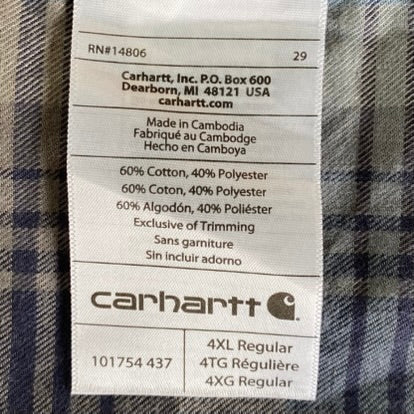 RN#14806 29
Carhartt, Inc. P.O. Box 600
Dearborn, MI 48121 USA
carhartt.com
Made in Cambodia
Fabriqué au Cambodge
Hecho en Camboya
60% Cotton, 40% Polyester
60% Coton, 40% Polyester
60% Algodón, 40% Poliéster
Exclusive of Trimming
Sans garniture
Sin incluir adorno
carhartt
101754 437
4XL Regular
4TG Régulière
4XG Regular